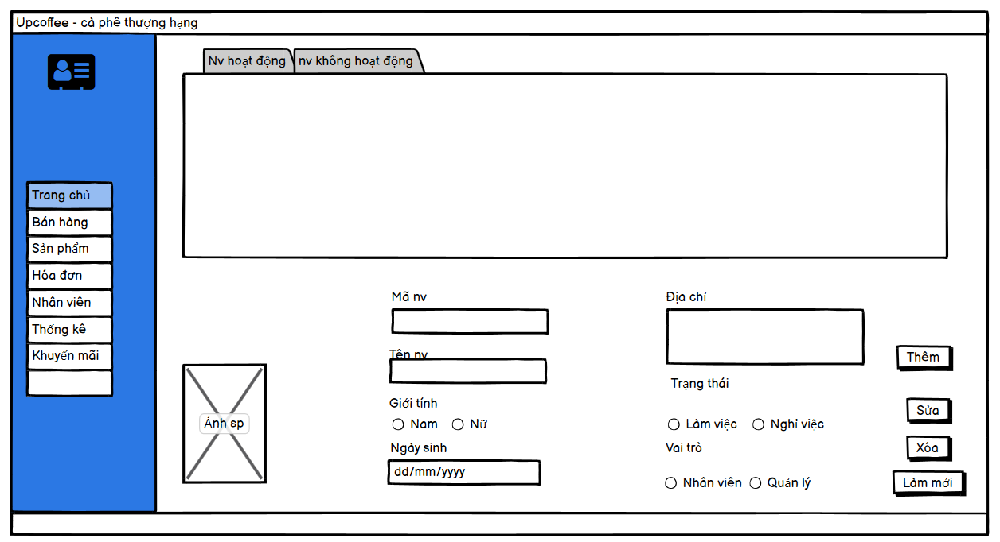 Upcoffee - cà phê thượng hạng
Nv hoạt động
nv không hoạt động
Trang chủ
Bán hàng
Sản phẩm
Hóa đơn
Nhân viên
Thống kê
Khuyến mãi
Ảnh sp
Mã nv
Tên nv
Giới tính
Nam
Nữ
Ngày sinh
dd/mm/yyyy
Địa chỉ
Trạng thái
Làm việc
Nghỉ việc
Vai trò
Nhân viên
Quản lý
Thêm
Sửa
Xóa
Làm mới